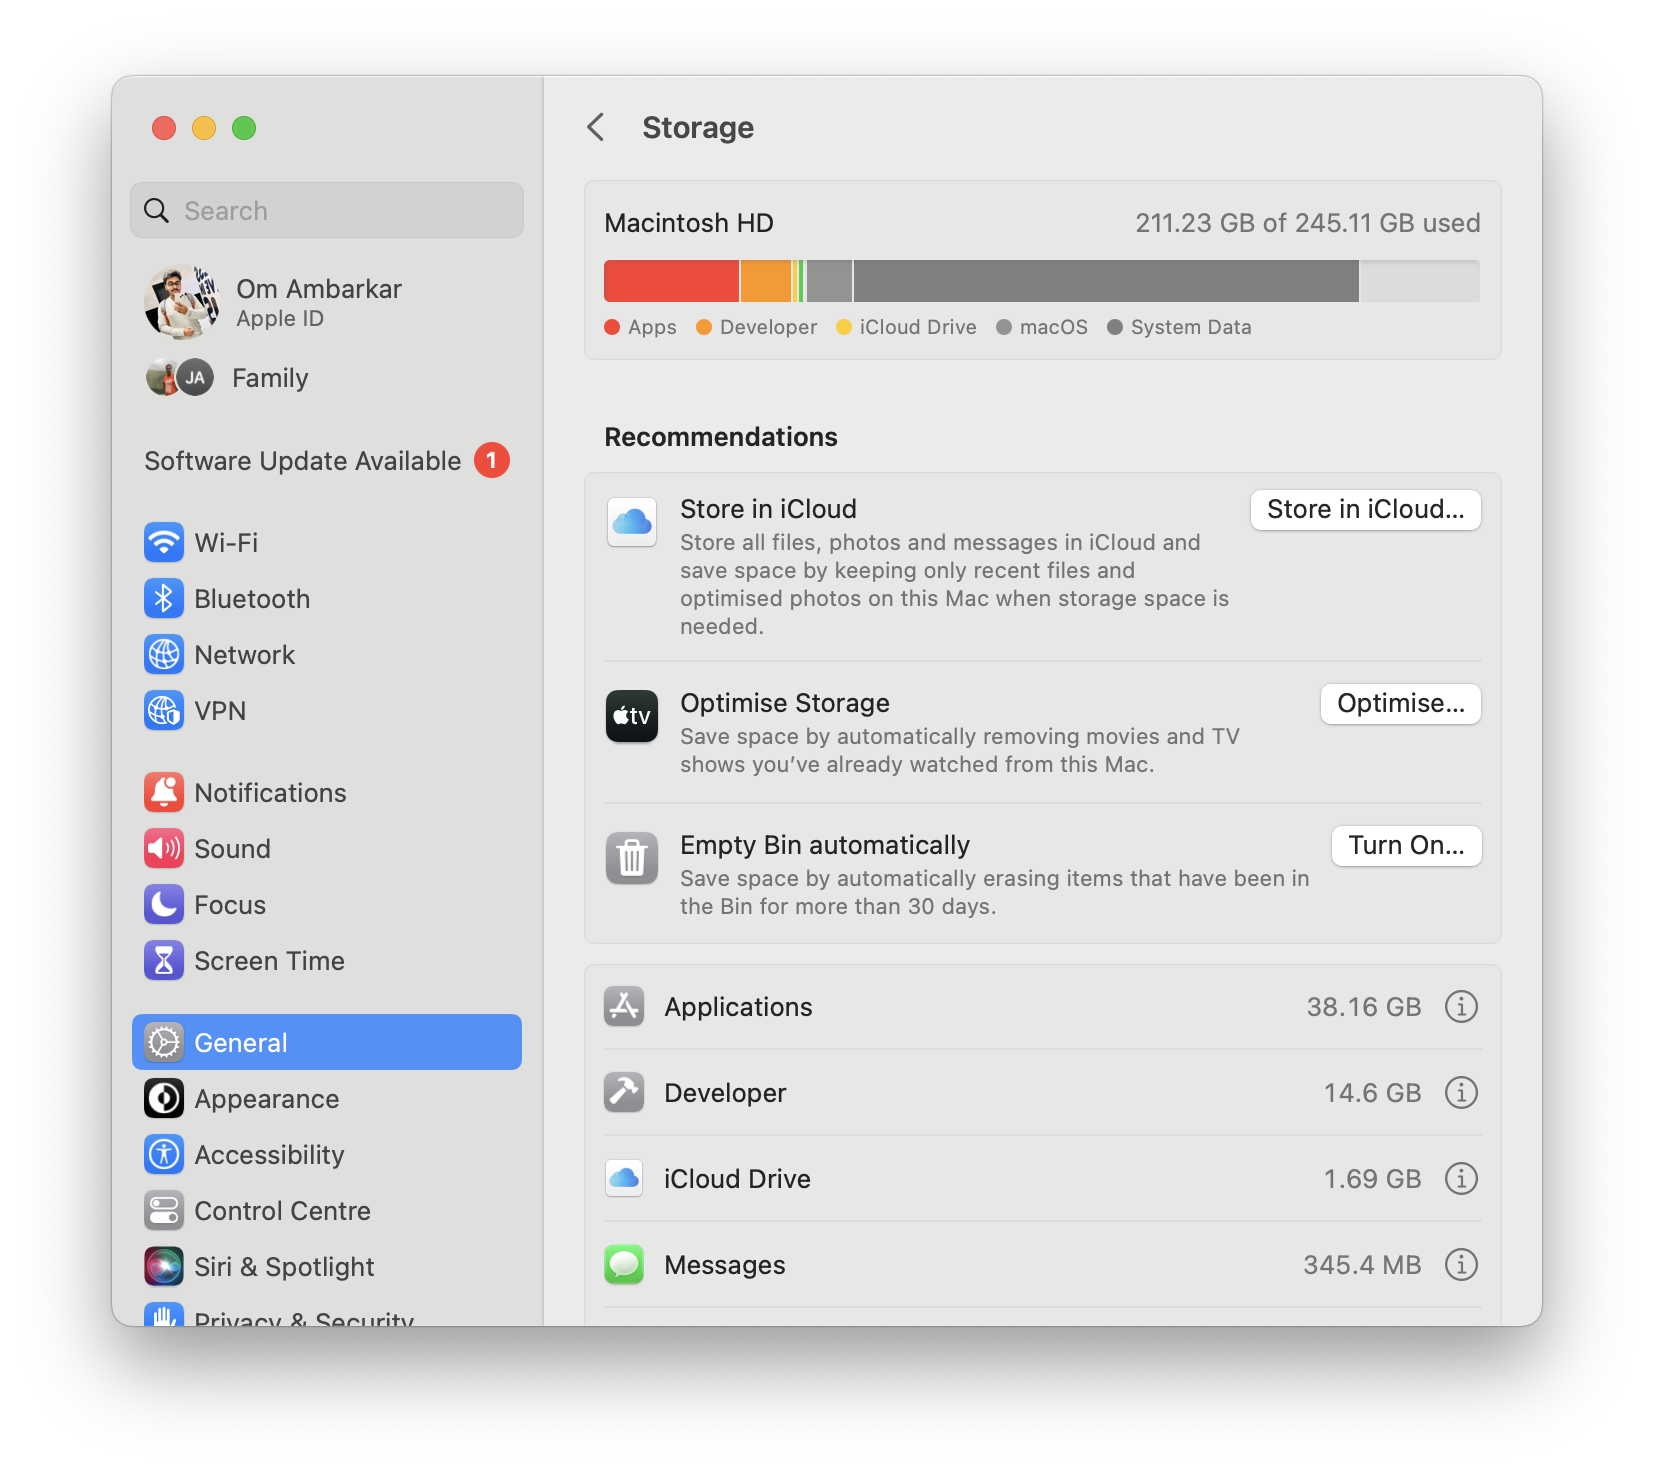 Search
Om Ambarkar
Apple ID
JA
Family
Software Update Available 1
Wi-Fi
Bluetooth
Network
VPN
Notifications
Sound
Focus
Screen Time
General
Appearance
Accessibility
Control Centre
Siri & Spotlight
Privacy & Security
Storage
Macintosh HD 211.23 GB of 245.11 GB used
Apps Developer iCloud Drive macOS System Data
Recommendations
Store in iCloud Store in iCloud...
Store all files, photos and messages in iCloud and
save space by keeping only recent files and
optimised photos on this Mac when storage space is
needed.
tv
Optimise Storage Optimise...
Save space by automatically removing movies and TV
shows you’ve already watched from this Mac.
Empty Bin automatically Turn On...
Save space by automatically erasing items that have been in
the Bin for more than 30 days.
Applications 38.16 GB
Developer 14.6 GB
iCloud Drive 1.69 GB
Messages 345.4 MB